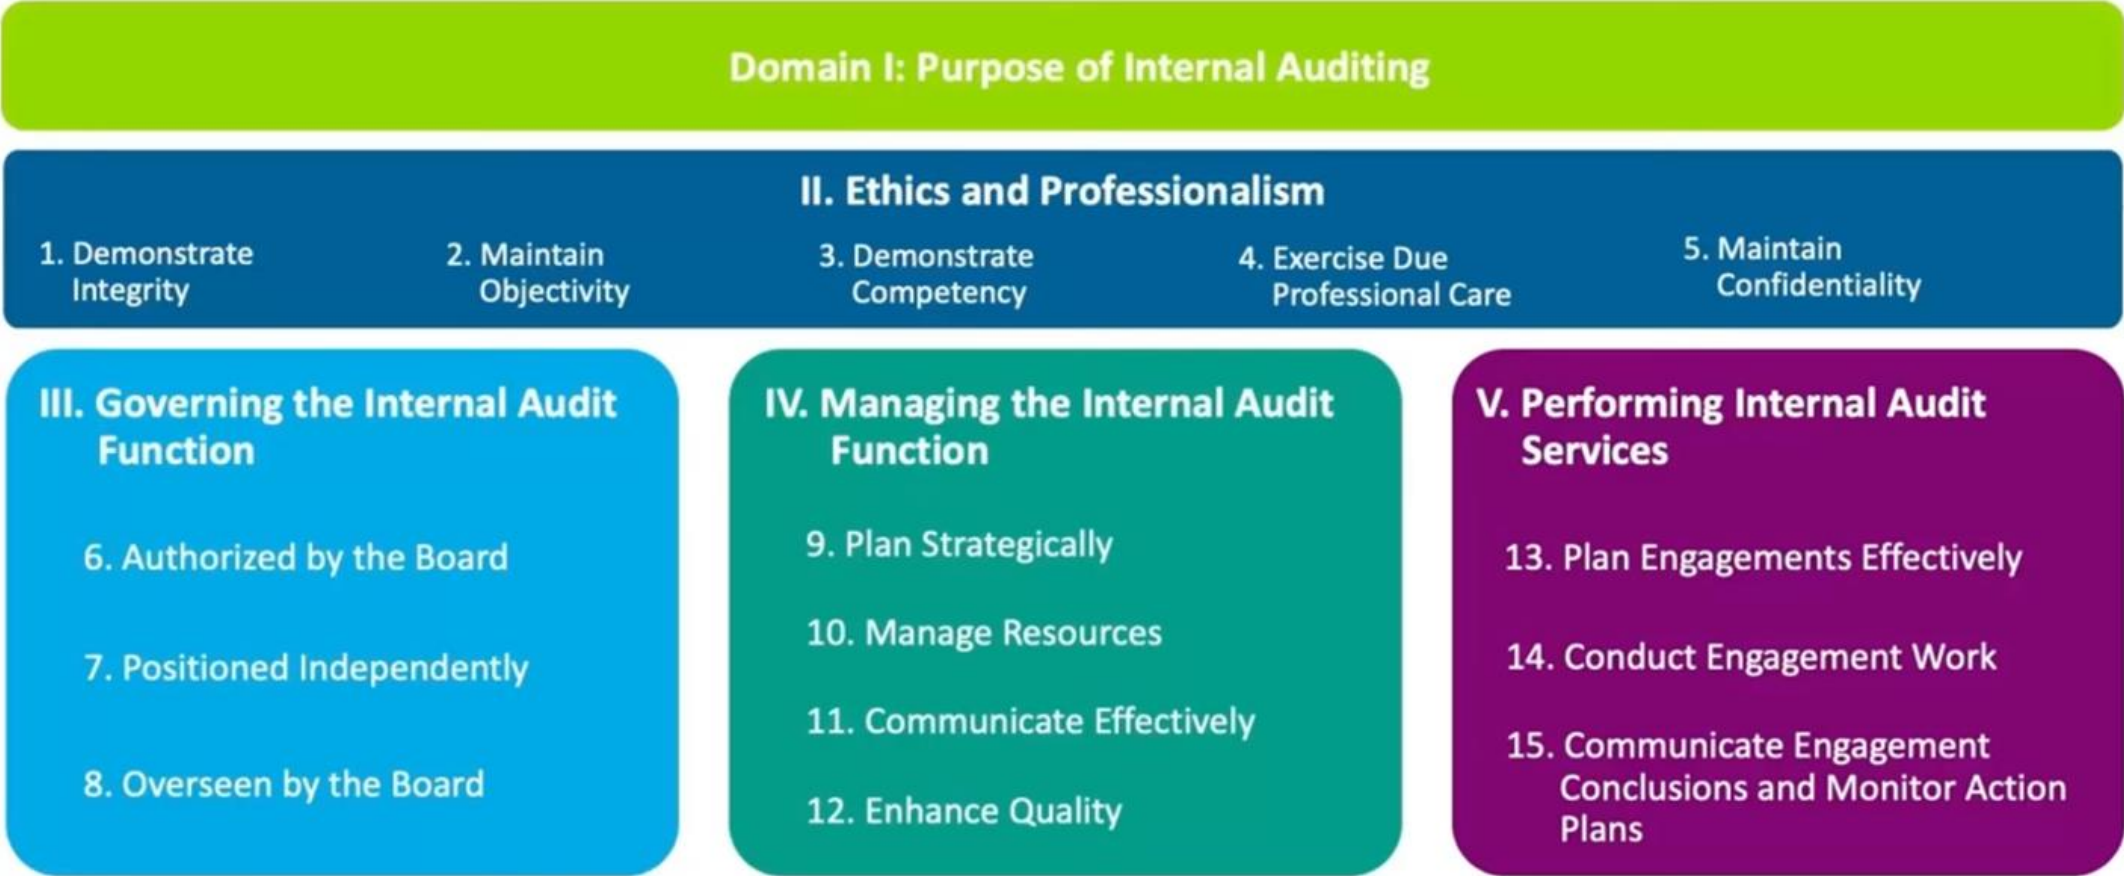 Domain I: Purpose of Internal Auditing
II. Ethics and Professionalism
1. Demonstrate
Integrity
2. Maintain
Objectivity
3. Demonstrate
Competency
4. Exercise Due
Professional Care
5. Maintain
Confidentiality
III. Governing the Internal Audit
Function
6. Authorized by the Board
7. Positioned Independently
8. Overseen by the Board
IV. Managing the Internal Audit
Function
9. Plan Strategically
10. Manage Resources
11. Communicate Effectively
12. Enhance Quality
V. Performing Internal Audit
Services
13. Plan Engagements Effectively
14. Conduct Engagement Work
15. Communicate Engagement
Conclusions and Monitor Action
Plans